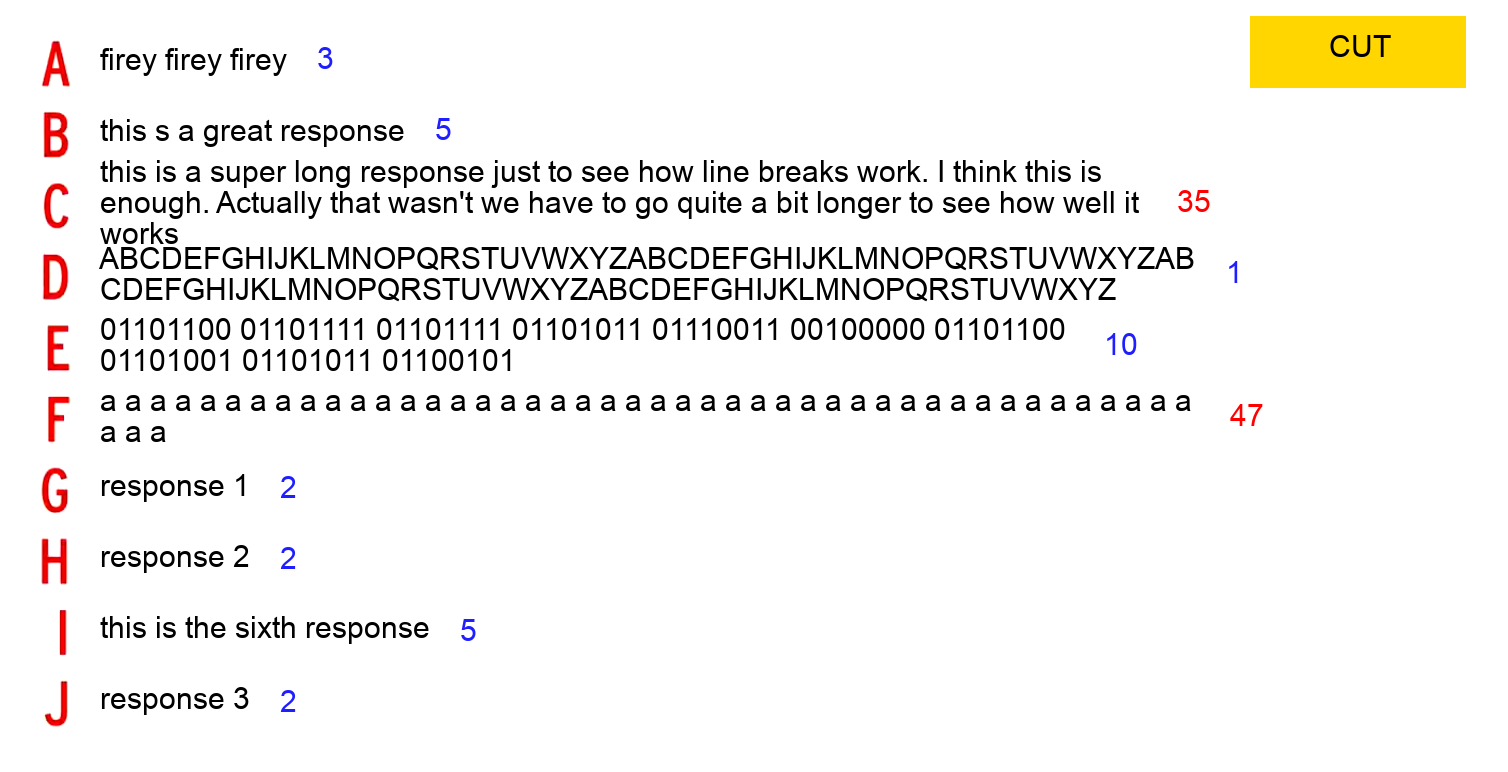 CUT
A firey firey firey 3
B this s a great response 5
this is a super long response just to see how line breaks work. I think this is
C enough. Actually that wasn't we have to go quite a bit longer to see how well it 35
works
ABCDEFGHIJKLMNOPQRSTUVWXYZABCDEFGHIJKLMNOPQRSTUVWXYZAB
D 1
CDEFGHIJKLMNOPQRSTUVWXYZABCDEFGHIJKLMNOPQRSTUVWXYZ
01101100 01101111 01101111 01101011 01110011 00100000 01101100
E 10
01101001 01101011 01100101
a a a a a a a a a a a a a a a a a a a a a a a a a a a a a a a a a a a a a a a a a a a a
F 47
a a a
G response 1 2
H response 2 2
I this is the sixth response 5
J response 3 2